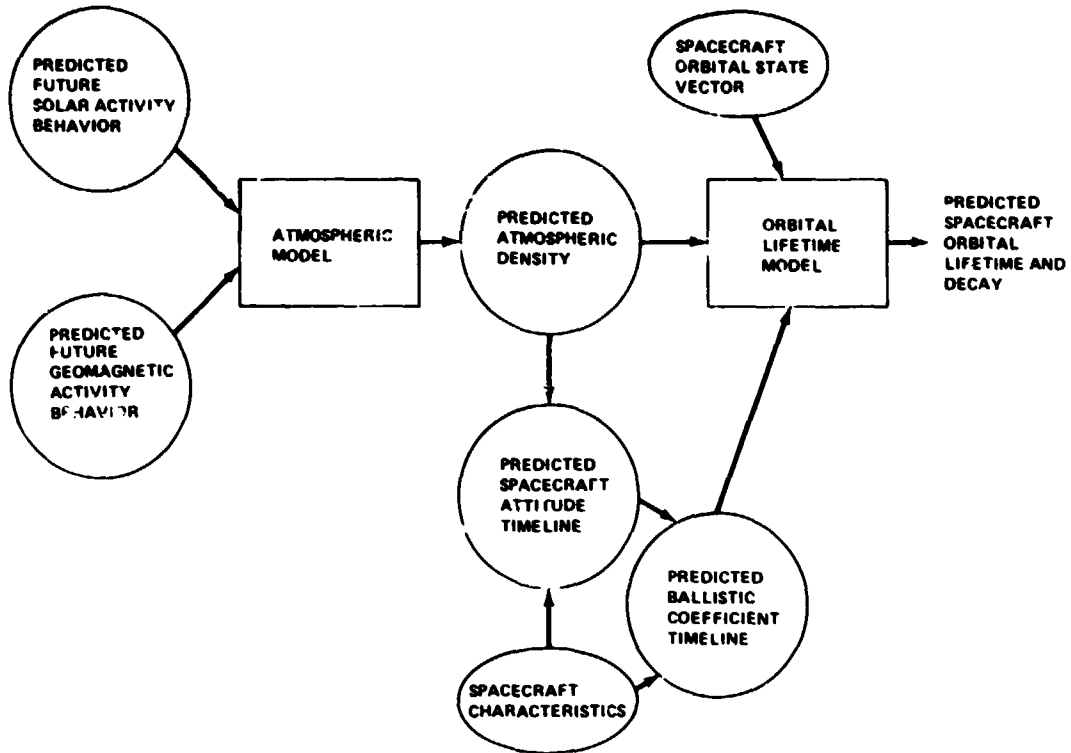 PREDICTED
FUTURE
SOLAR ACTIVITY
BEHAVIOR
SPACECRAFT
ORBITAL STATE
VECTOR
ATMOSPHERIC
MODEL
PREDICTED
ATMOSPHERIC
DENSITY
ORBITAL
LIFETIME
MODEL
PREDICTED
SPACECRAFT
ORBITAL
LIFETIME AND
DECAY
PREDICTED
FUTURE
GEOMAGNETIC
ACTIVITY
BEHAVIOR
PREDICTED
SPACECRAFT
ATTITUDE
TIMELINE
PREDICTED
BALLISTIC
COEFFICIENT
TIMELINE
SPACECRAFT
CHARACTERISTICS